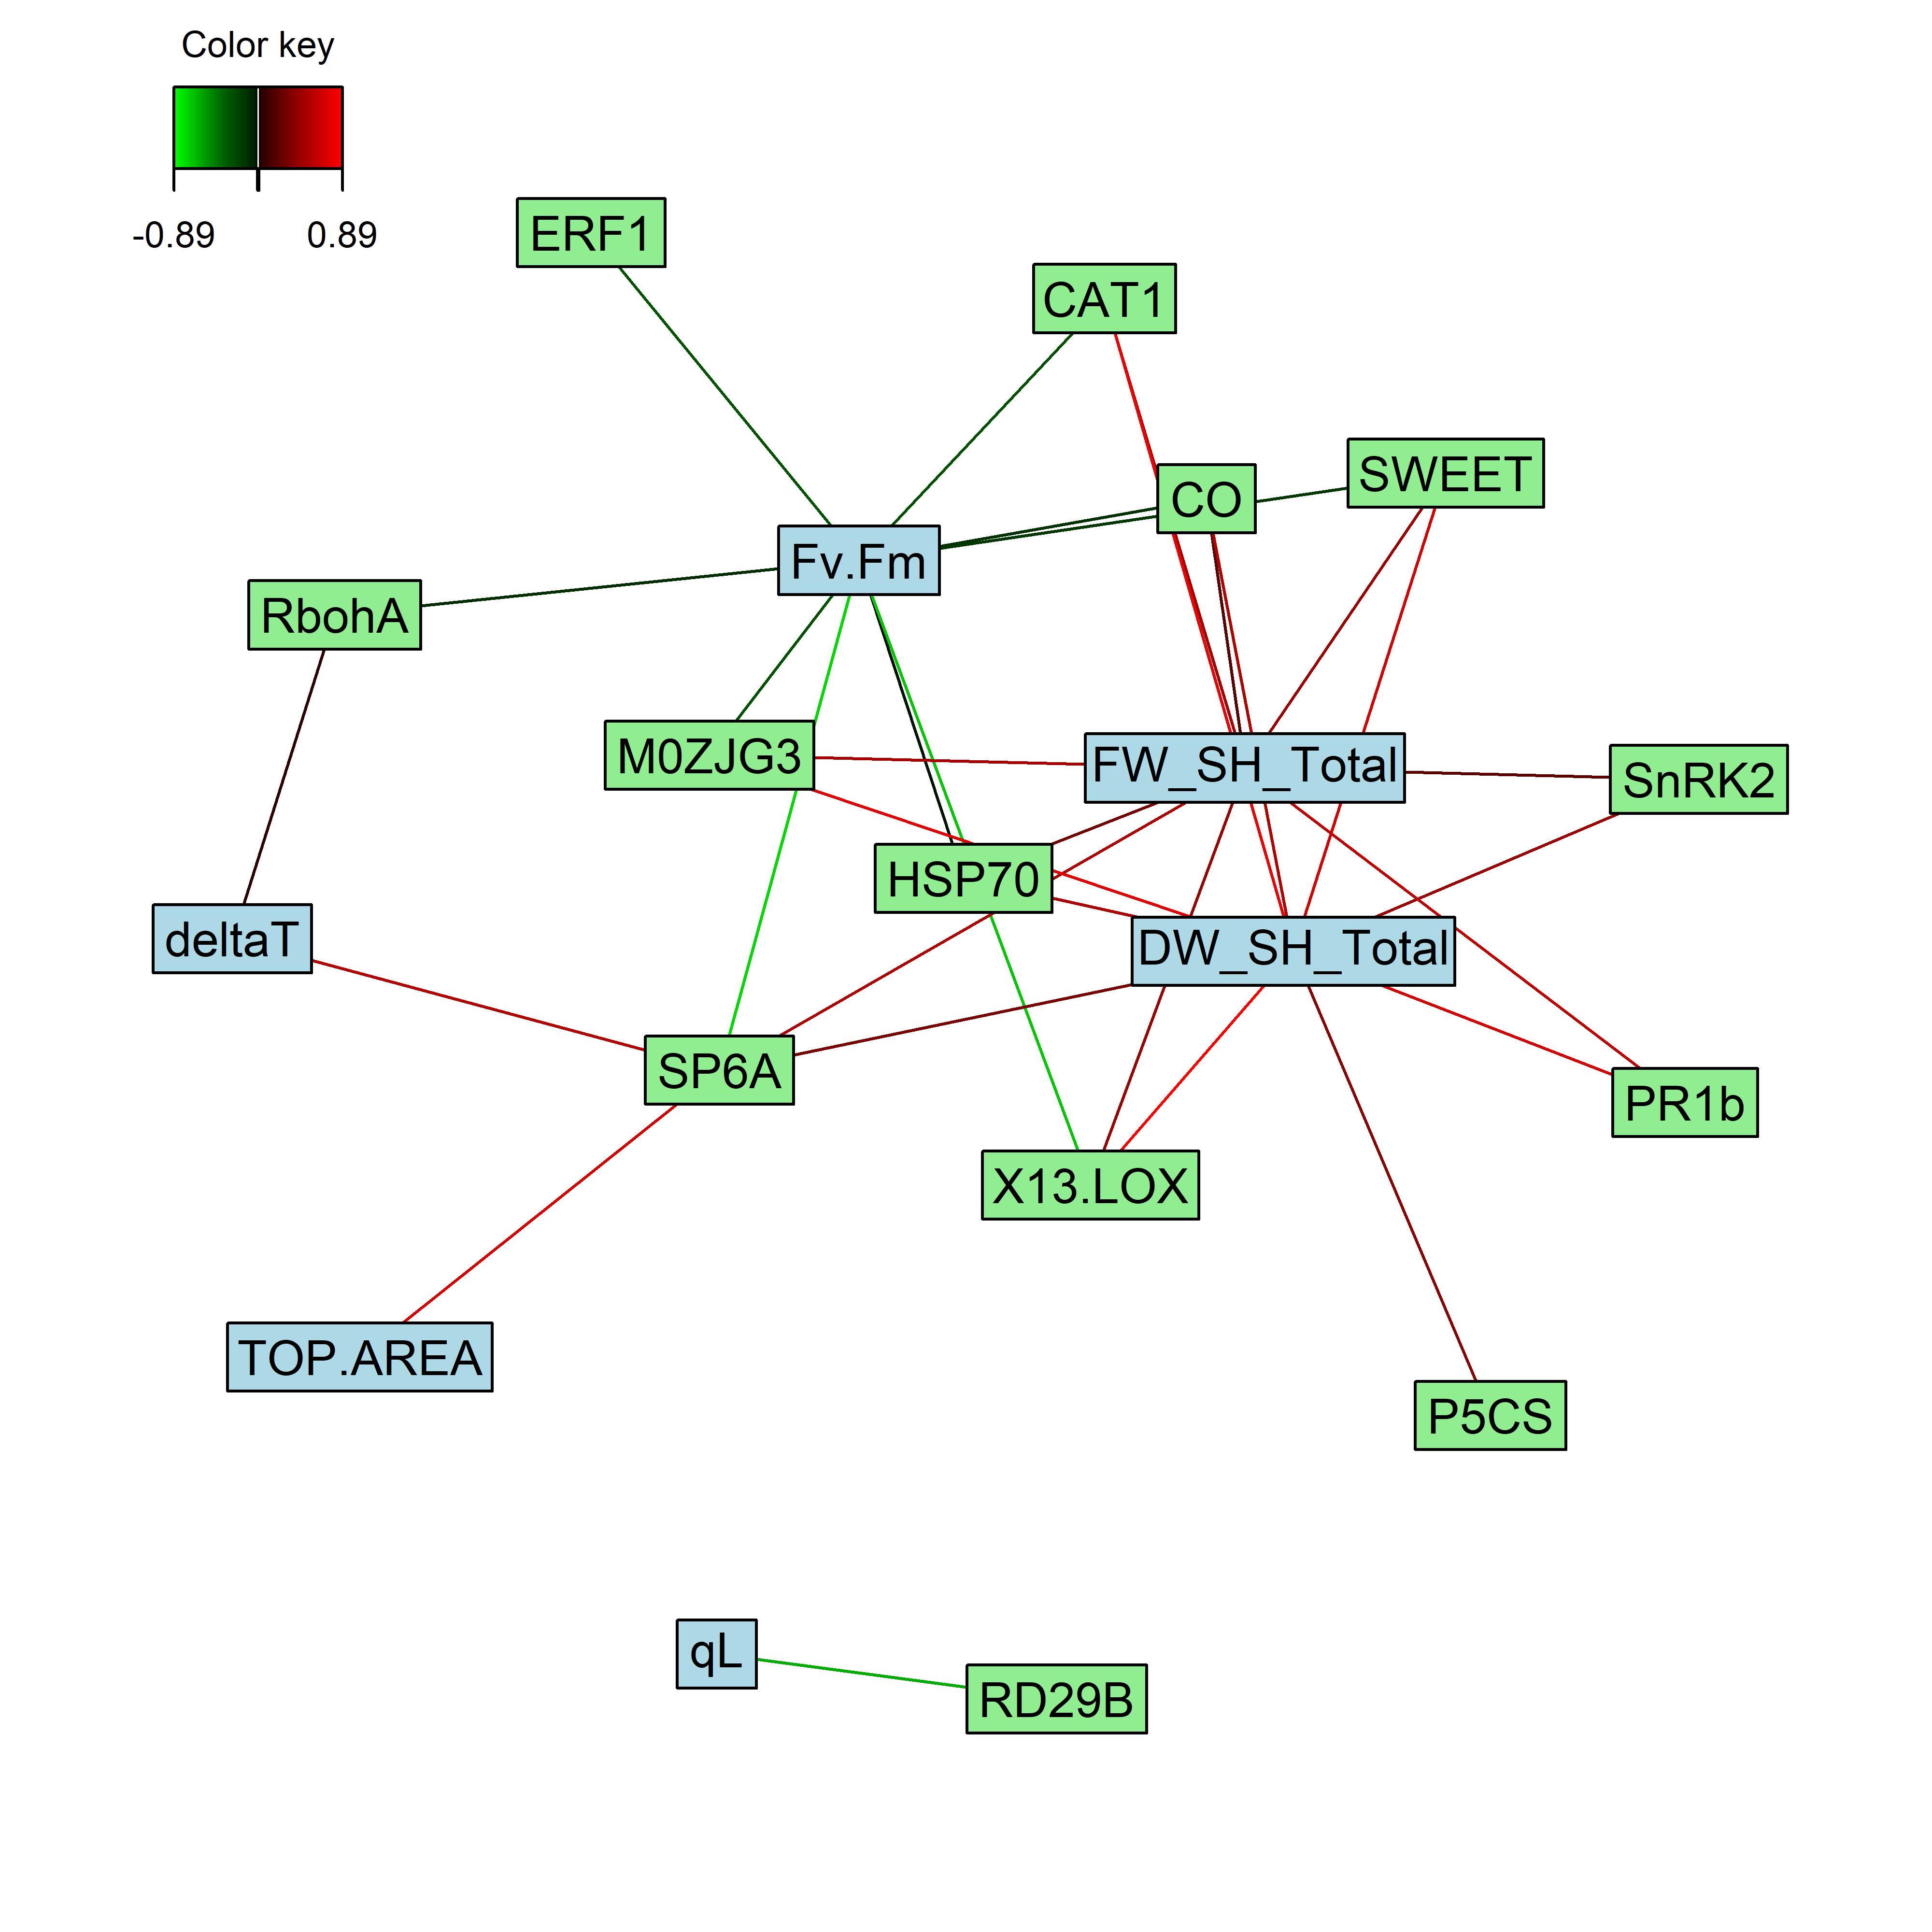 Color key
-0.89
0.89
ERF1
CAT1
SWEET
CO
Fv.Fm
RbohA
M0ZJG3
FW_SH_Total
SnRK2
HSP70
deltaT
DW_SH_Total
SP6A
PR1b
X13.LOX
TOP.AREA
P5CS
qL
RD29B